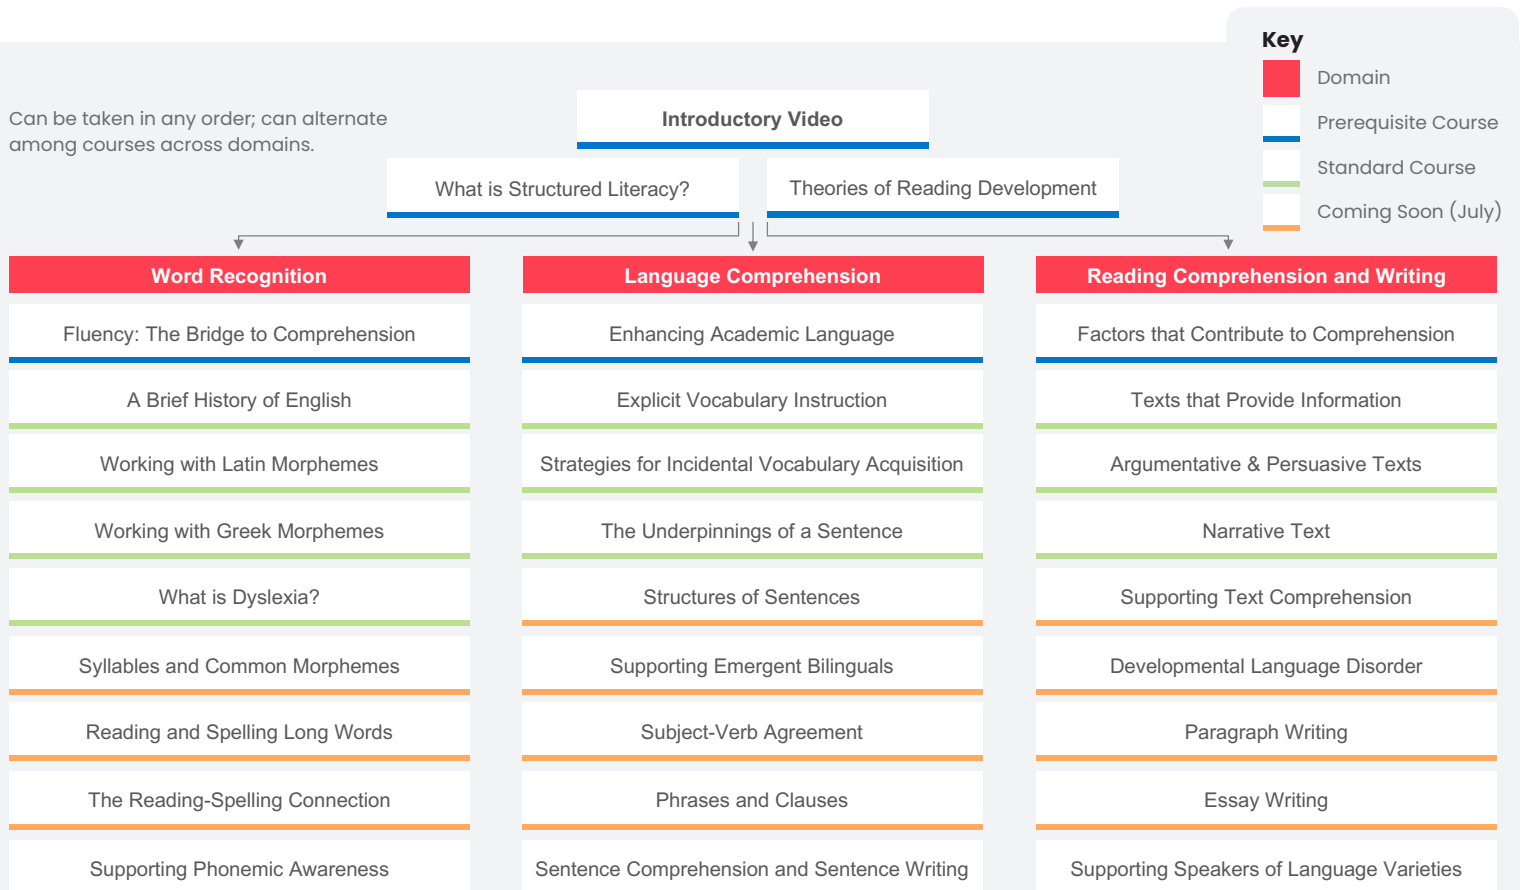 Key
Domain
Prerequisite Course
Standard Course
Coming Soon (July)
Can be taken in any order; can alternate
among courses across domains.
Introductory Video
What is Structured Literacy?
Theories of Reading Development
Word Recognition
Fluency: The Bridge to Comprehension
A Brief History of English
Working with Latin Morphemes
Working with Greek Morphemes
What is Dyslexia?
Syllables and Common Morphemes
Reading and Spelling Long Words
The Reading-Spelling Connection
Supporting Phonemic Awareness
Language Comprehension
Enhancing Academic Language
Explicit Vocabulary Instruction
Strategies for Incidental Vocabulary Acquisition
The Underpinnings of a Sentence
Structures of Sentences
Supporting Emergent Bilinguals
Subject-Verb Agreement
Phrases and Clauses
Sentence Comprehension and Sentence Writing
Reading Comprehension and Writing
Factors that Contribute to Comprehension
Texts that Provide Information
Argumentative & Persuasive Texts
Narrative Text
Supporting Text Comprehension
Developmental Language Disorder
Paragraph Writing
Essay Writing
Supporting Speakers of Language Varieties